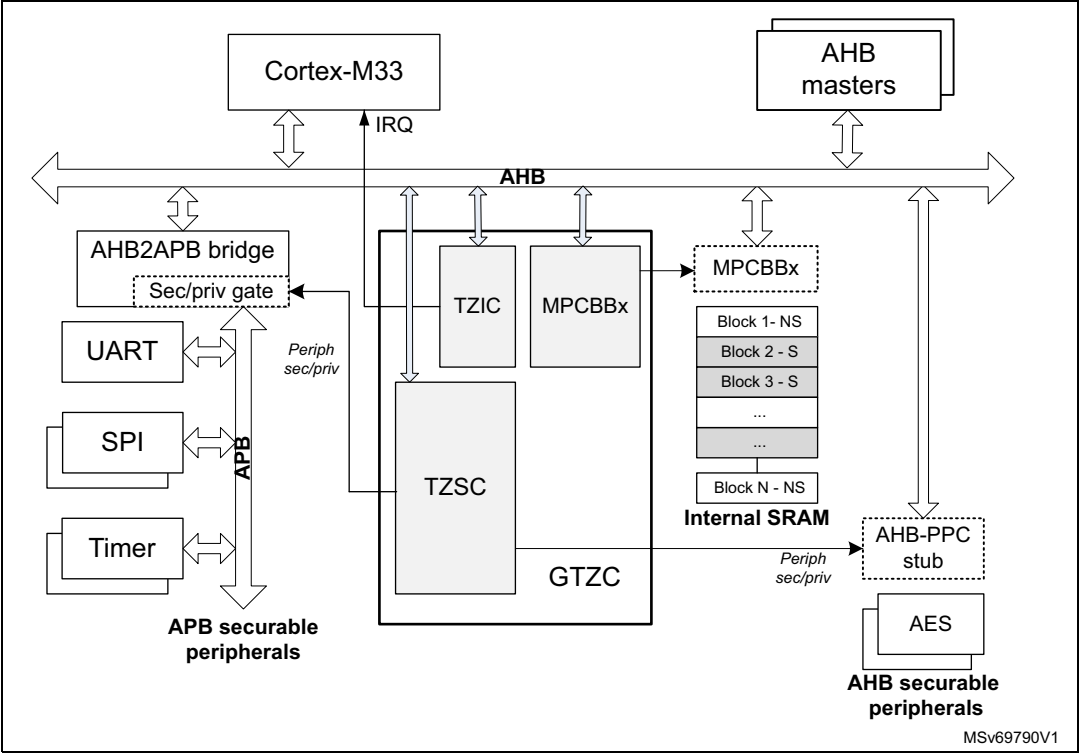 Cortex-M33
AHB
masters
IRQ
AHB
AHB2APB bridge
Sec/priv gate
UART
SPI
Timer
APB
APB securable
peripherals
Periph
sec/priv
TZIC
MPCBBx
TZSC
GTZC
MPCBBx
Block 1- NS
Block 2 - S
Block 3 - S
...
...
Block N - NS
Internal SRAM
Periph
sec/priv
AHB-PPC
stub
AES
AHB securable
peripherals
MSv69790V1